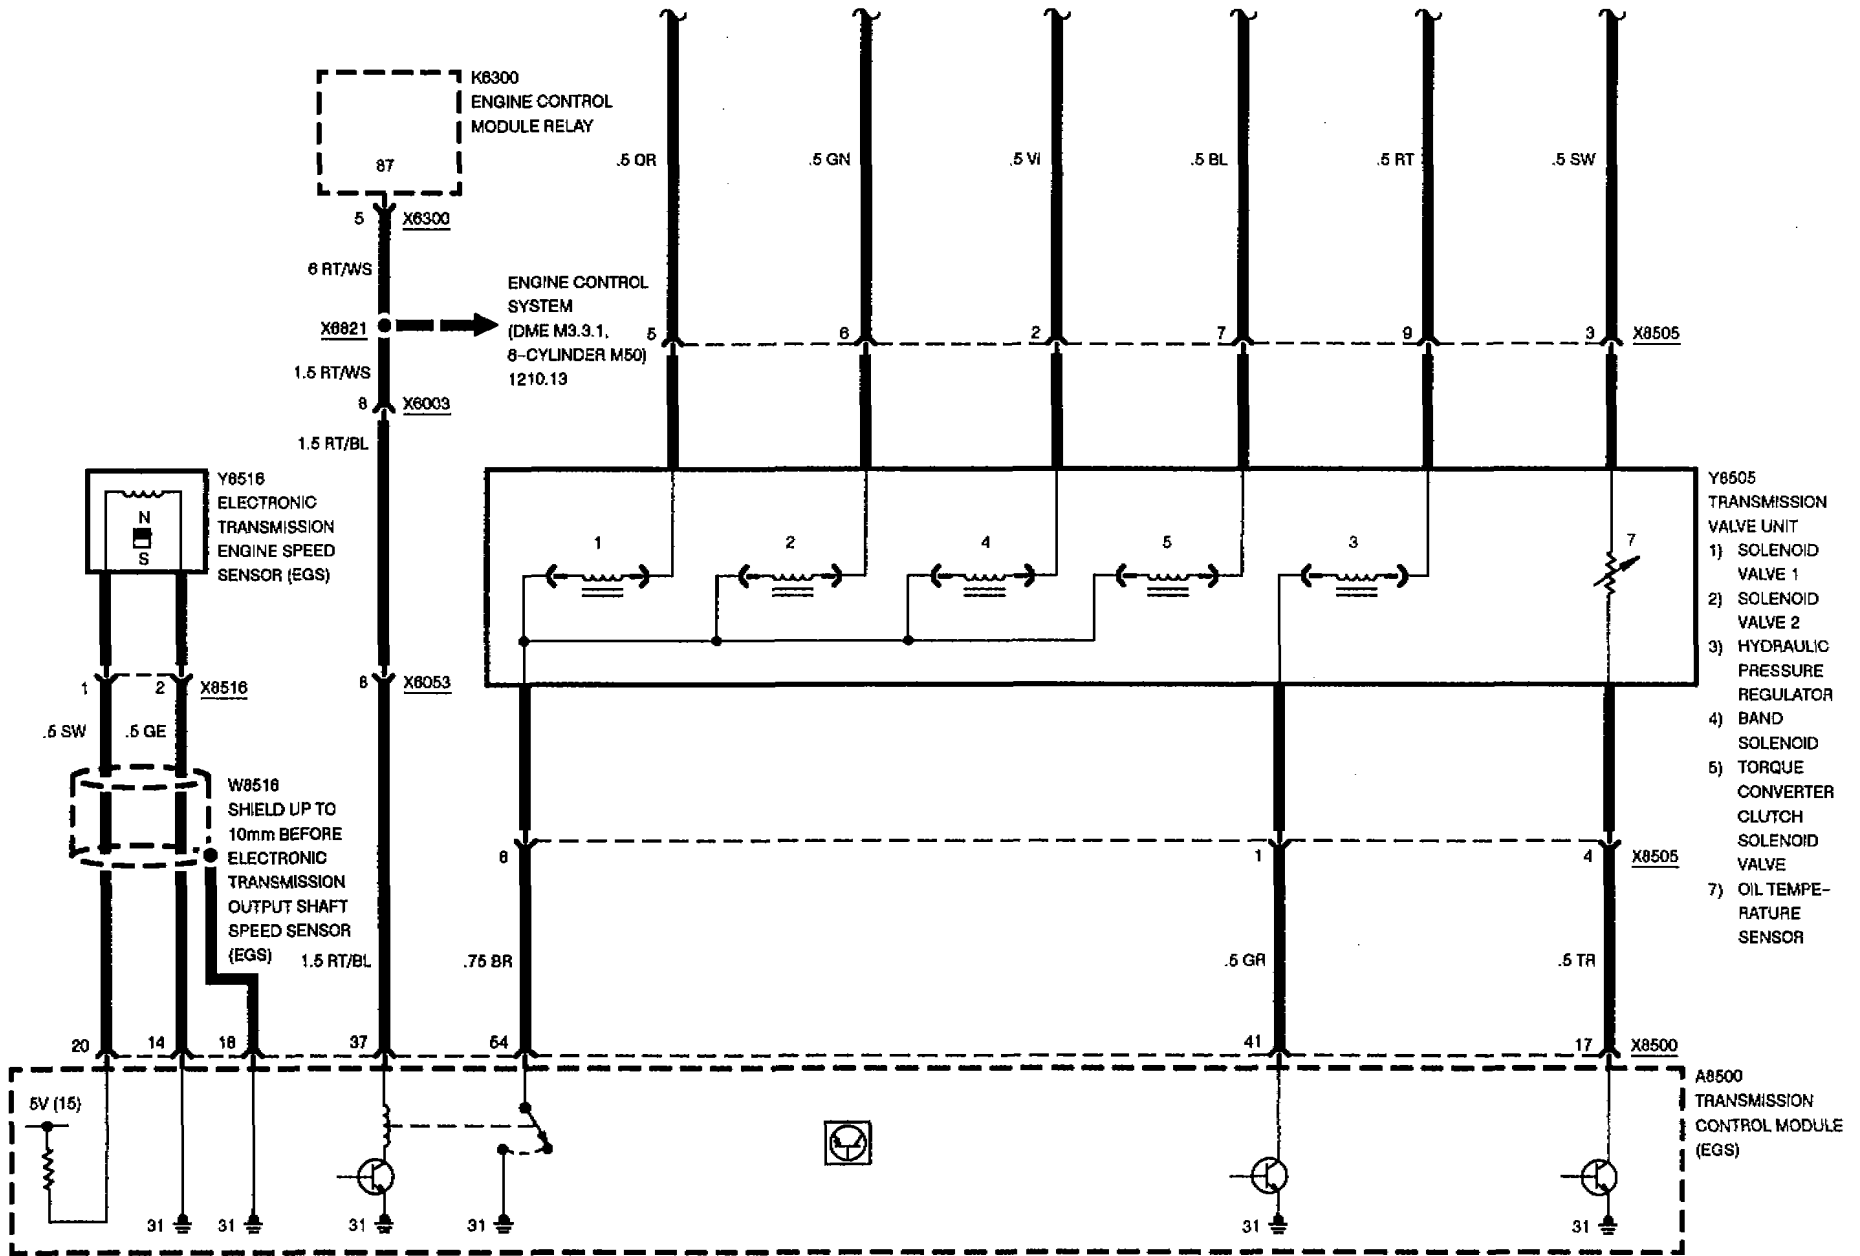 K6300
ENGINE CONTROL
MODULE RELAY
87
5
X6300
6 RT/WS
X6821
ENGINE CONTROL
SYSTEM
(DME M3.3.1,
8-CYLINDER M50)
1210.13
1.5 RT/WS
8
X6003
1.5 RT/BL
.5 OR
.5 GN
.5 VI
.5 BL
.5 RT
.5 SW
5
6
2
7
9
3
X8505
Y8516
ELECTRONIC
TRANSMISSION
ENGINE SPEED
SENSOR (EGS)
N
S
1
2
X8516
.5 SW
.5 GE
6
X6053
1
2
4
5
3
7
Y8505
TRANSMISSION
VALVE UNIT
1) SOLENOID
VALVE 1
2) SOLENOID
VALVE 2
3) HYDRAULIC
PRESSURE
REGULATOR
4) BAND
SOLENOID
5) TORQUE
CONVERTER
CLUTCH
SOLENOID
VALVE
7) OIL TEMPE-
RATURE
SENSOR
W8516
SHIELD UP TO
10mm BEFORE
ELECTRONIC
TRANSMISSION
OUTPUT SHAFT
SPEED SENSOR
(EGS)
8
1
4
X8505
1.5 RT/BL
.75 BR
.5 GR
.5 TR
20
14
18
37
54
41
17
X8500
A8500
TRANSMISSION
CONTROL MODULE
(EGS)
5V (15)
31
31
31
31
31
31